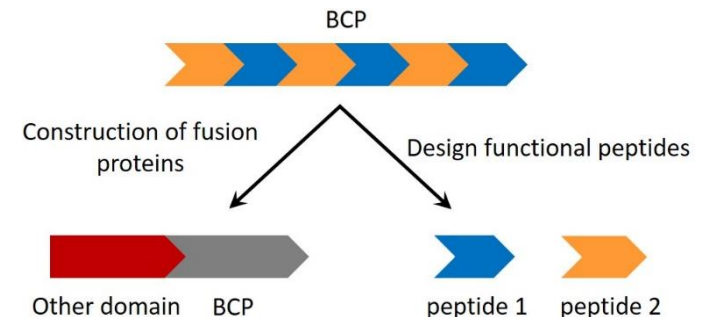 BCP
Construction of fusion
proteins
Design functional peptides
Other domain
BCP
peptide 1
peptide 2